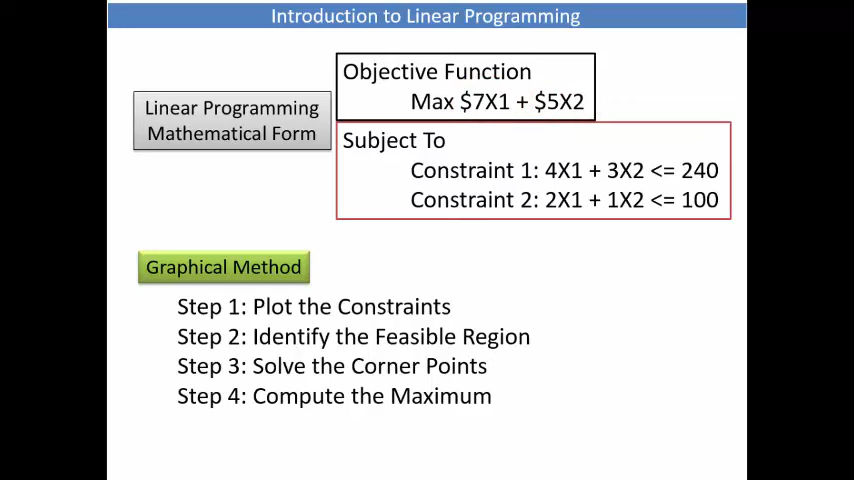 Introduction to Linear Programming
Linear Programming
Mathematical Form
Objective Function
Max $7X1 + $5X2
Subject To
Constraint 1: 4X1 + 3X2 <= 240
Constraint 2: 2X1 + 1X2 <= 100
Graphical Method
Step 1: Plot the Constraints
Step 2: Identify the Feasible Region
Step 3: Solve the Corner Points
Step 4: Compute the Maximum